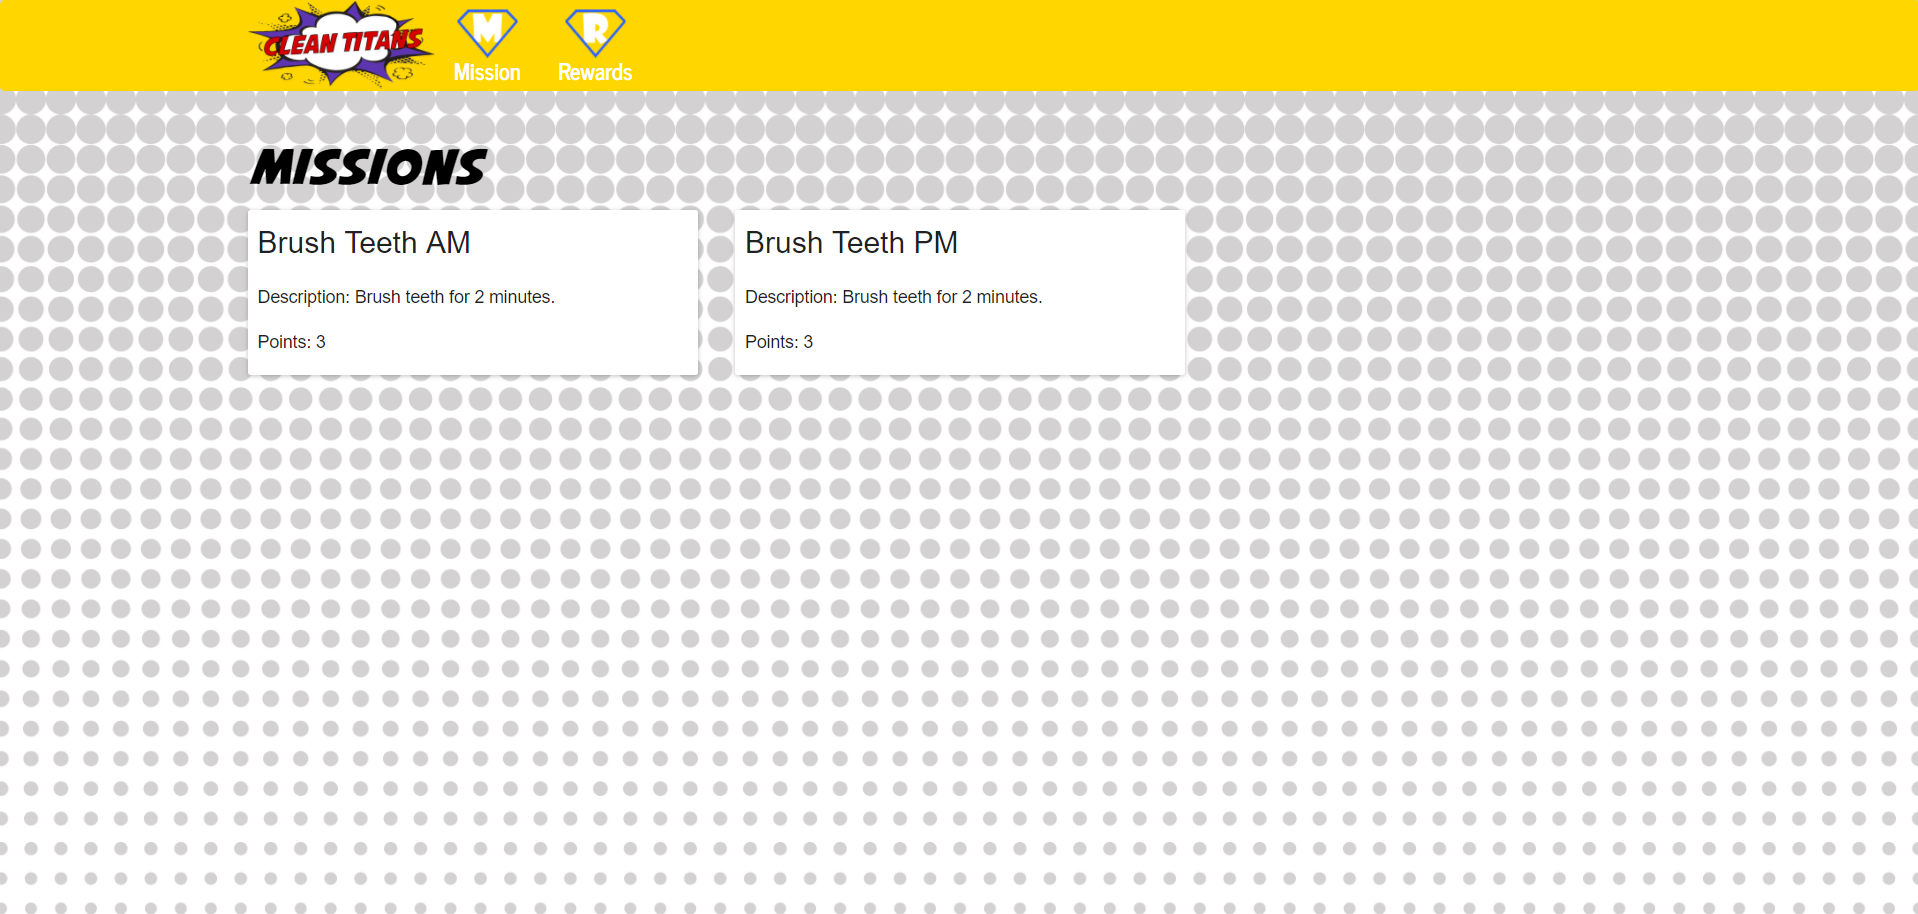 CLEAN TITANS
M
R
Mission
Rewards
MISSIONS
Brush Teeth AM
Description: Brush teeth for 2 minutes.
Points: 3
Brush Teeth PM
Description: Brush teeth for 2 minutes.
Points: 3